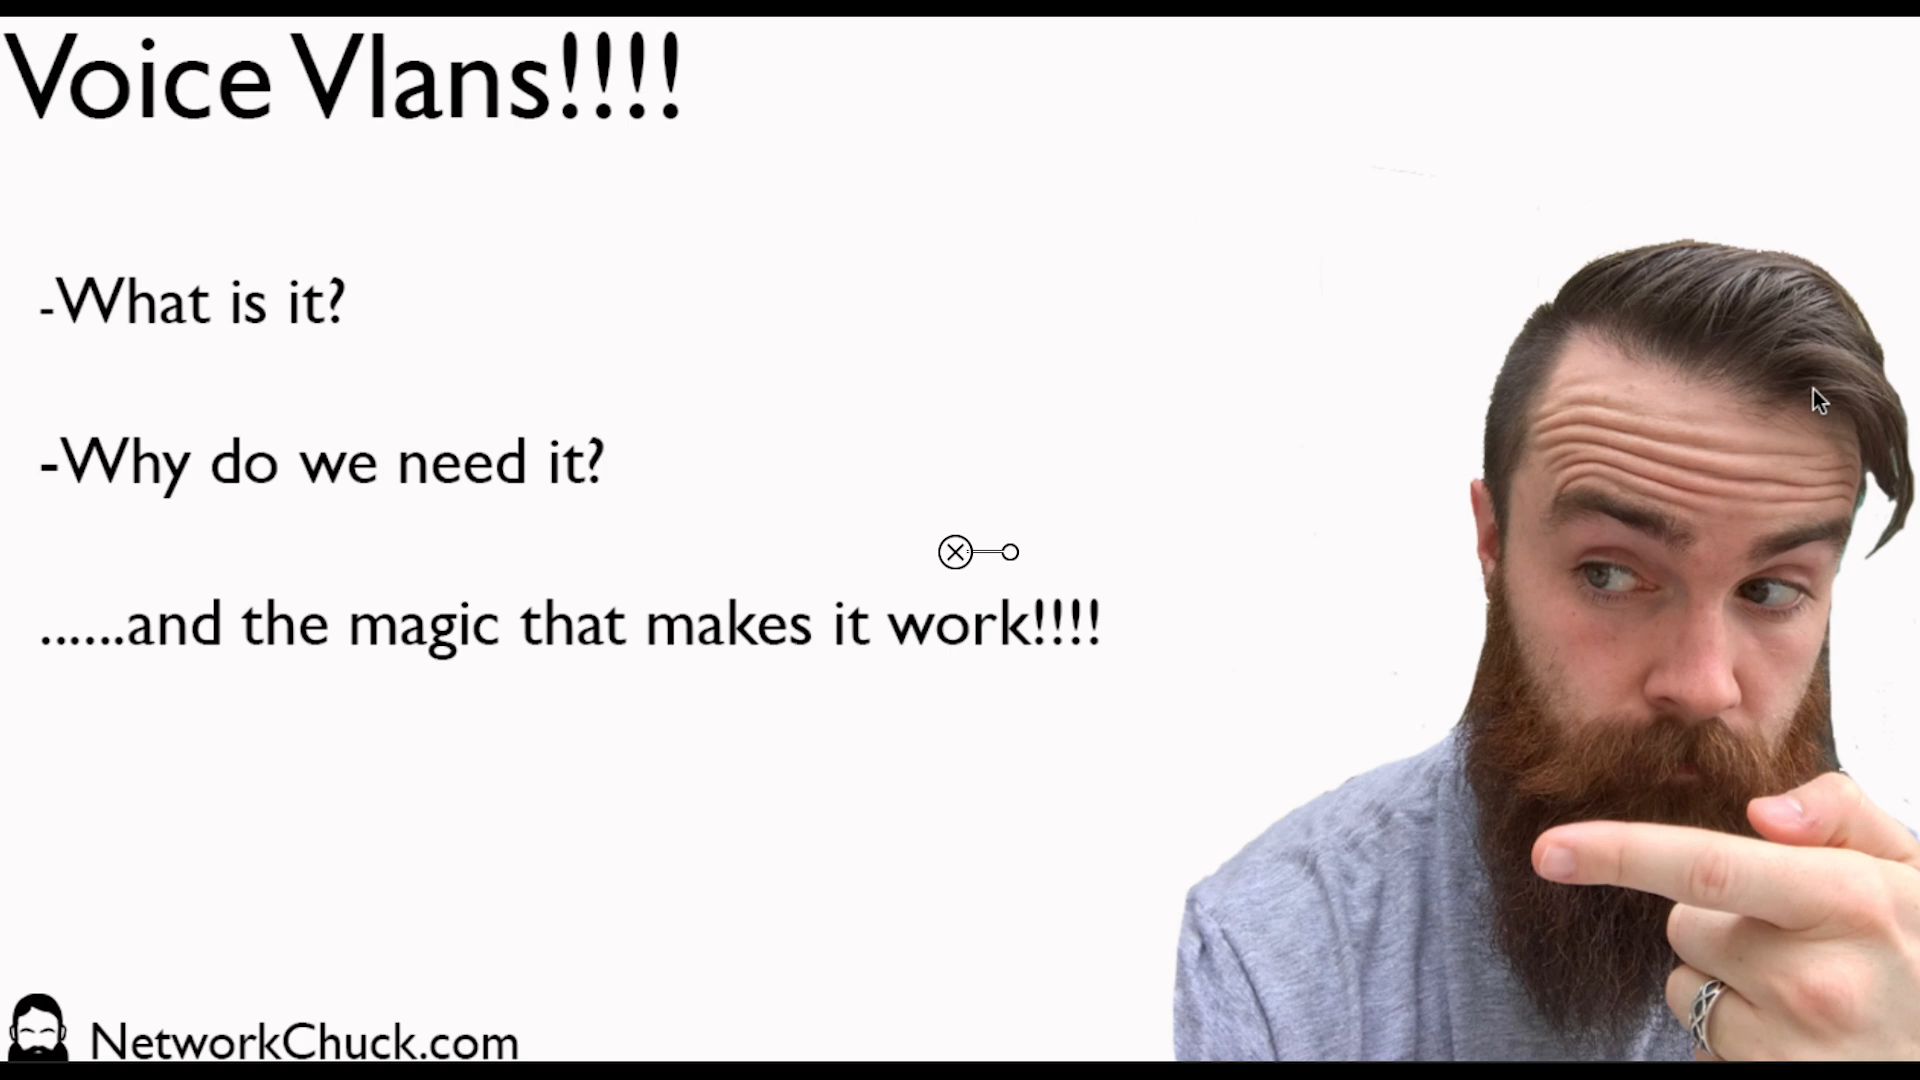 Voice Vlans!!!!
-What is it?
-Why do we need it?
......and the magic that makes it work!!!!
NetworkChuck.com